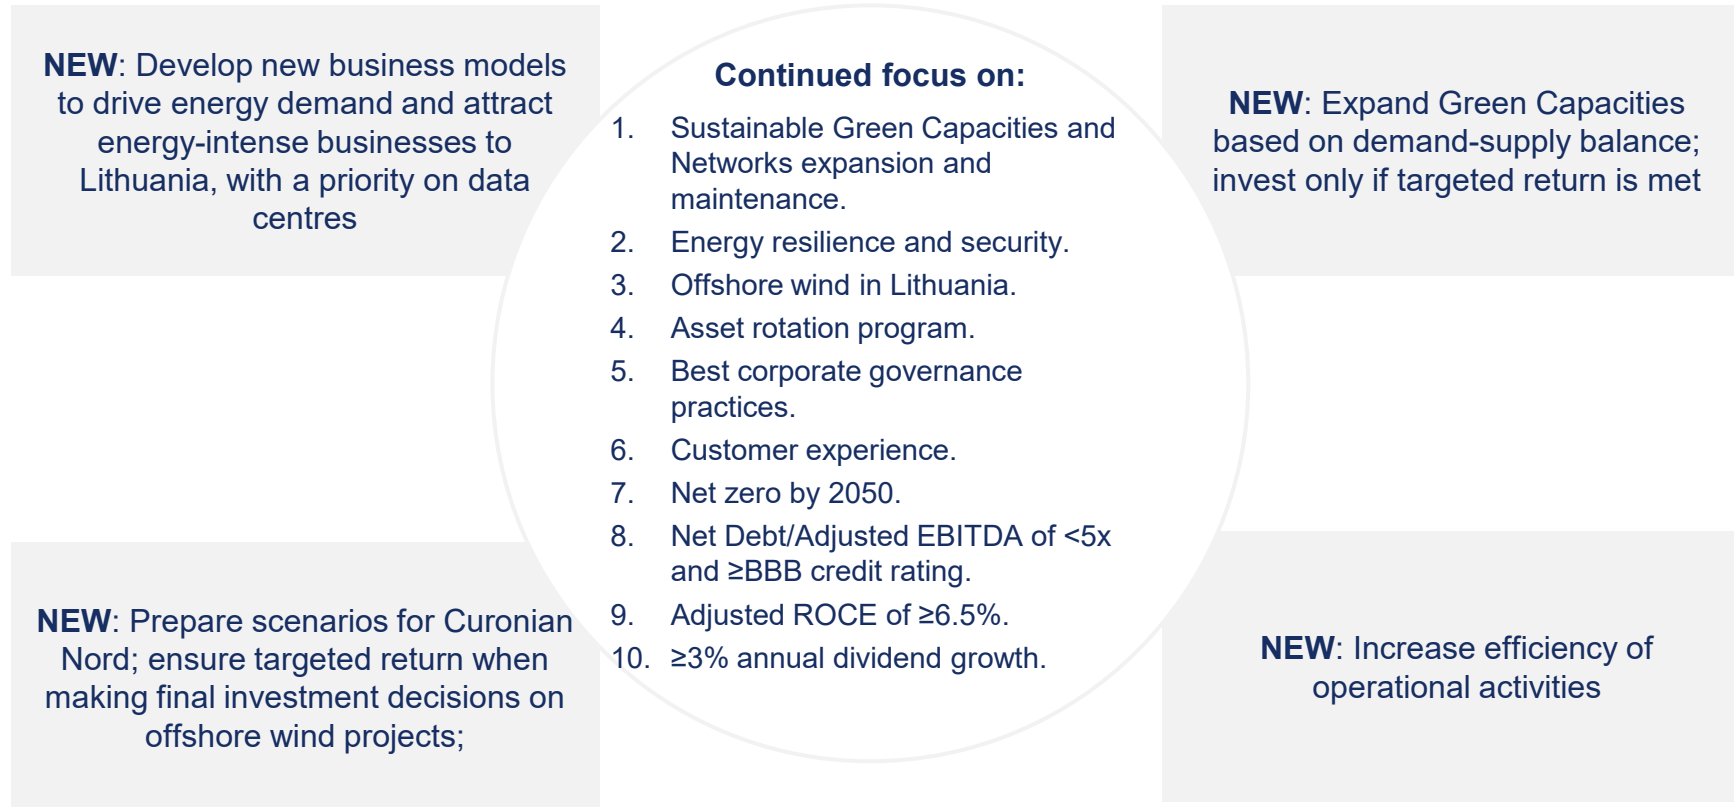 NEW: Develop new business models
to drive energy demand and attract
energy-intense businesses to
Lithuania, with a priority on data
centres
Continued focus on:
1. Sustainable Green Capacities and
Networks expansion and
maintenance.
2. Energy resilience and security.
3. Offshore wind in Lithuania.
4. Asset rotation program.
5. Best corporate governance
practices.
6. Customer experience.
7. Net zero by 2050.
8. Net Debt/Adjusted EBITDA of <5x
and ≥BBB credit rating.
9. Adjusted ROCE of ≥6.5%.
10. ≥3% annual dividend growth.
NEW: Expand Green Capacities
based on demand-supply balance;
invest only if targeted return is met
NEW: Prepare scenarios for Curonian
Nord; ensure targeted return when
making final investment decisions on
offshore wind projects;
NEW: Increase efficiency of
operational activities